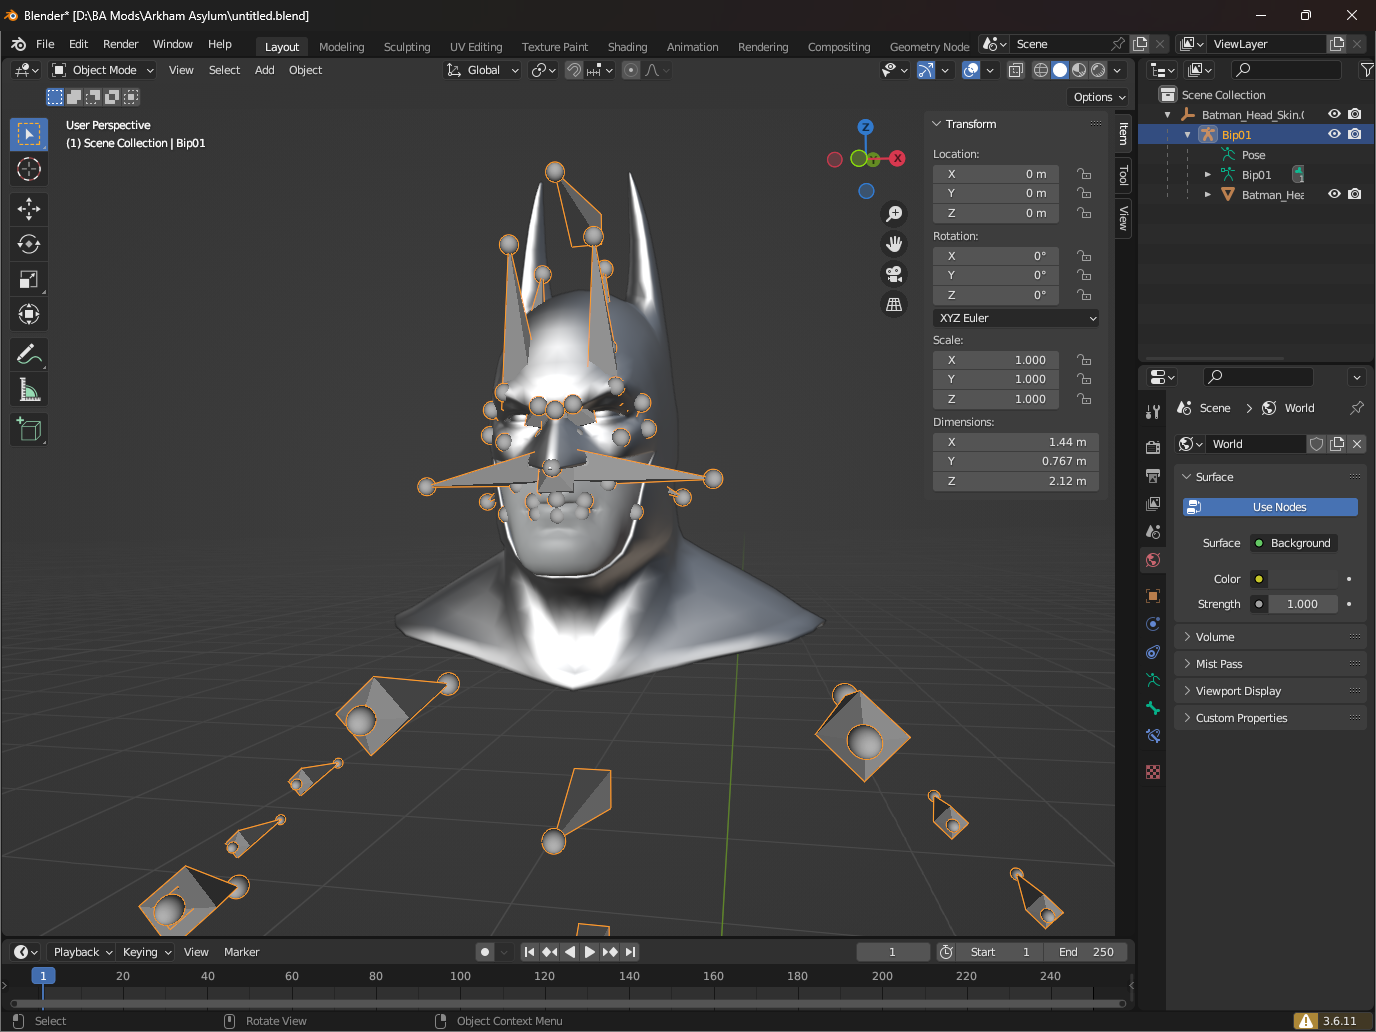 Blender* [D:\BA Mods\Arkham Asylum\untitled.blend]
File Edit Render Window Help Layout Modeling Sculpting UV Editing Texture Paint Shading Animation Rendering Compositing Geometry Node Scene ViewLayer
Object Mode View Select Add Object Global
Options
User Perspective
(1) Scene Collection | Bip01
Z
X
Y
Transform
Location:
X 0 m
Y 0 m
Z 0 m
Rotation:
X 0°
Y 0°
Z 0°
XYZ Euler
Scale:
X 1.000
Y 1.000
Z 1.000
Dimensions:
X 1.44 m
Y 0.767 m
Z 2.12 m
Item
Tool
View
Scene Collection
Batman_Head_Skin.(
Bip01
Pose
Bip01
Batman_Hea
Scene World
World
Surface
Use Nodes
Surface Background
Color
Strength 1.000
Volume
Mist Pass
Viewport Display
Custom Properties
Playback Keying View Marker 1 Start 1 End 250
1 20 40 60 80 100 120 140 160 180 200 220 240
Select Rotate View Object Context Menu 3.6.11